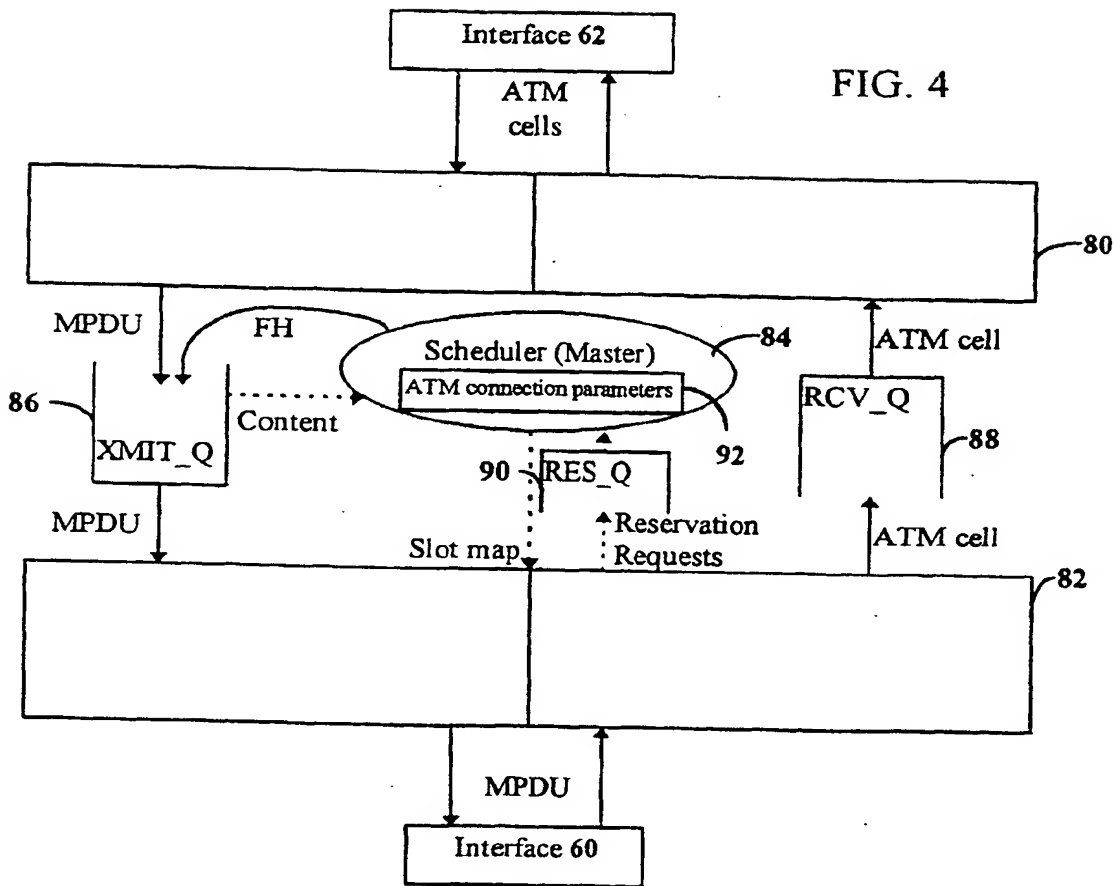 Interface 62
ATM
cells
FIG. 4
80
MPDU
FH
Scheduler (Master)
84
ATM connection parameters
ATM cell
86
XMIT_Q
Content
92
RCV_Q
88
90
RES_Q
MPDU
Slot map
Reservation
Requests
ATM cell
82
MPDU
Interface 60